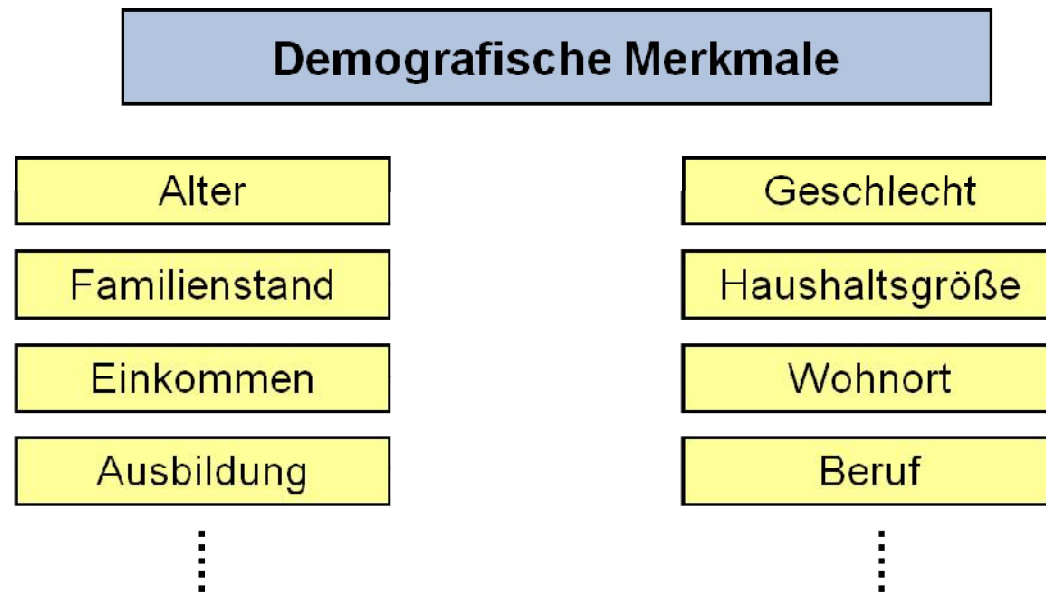 Demografische Merkmale
Alter
Geschlecht
Familienstand
Haushaltsgröße
Einkommen
Wohnort
Ausbildung
Beruf